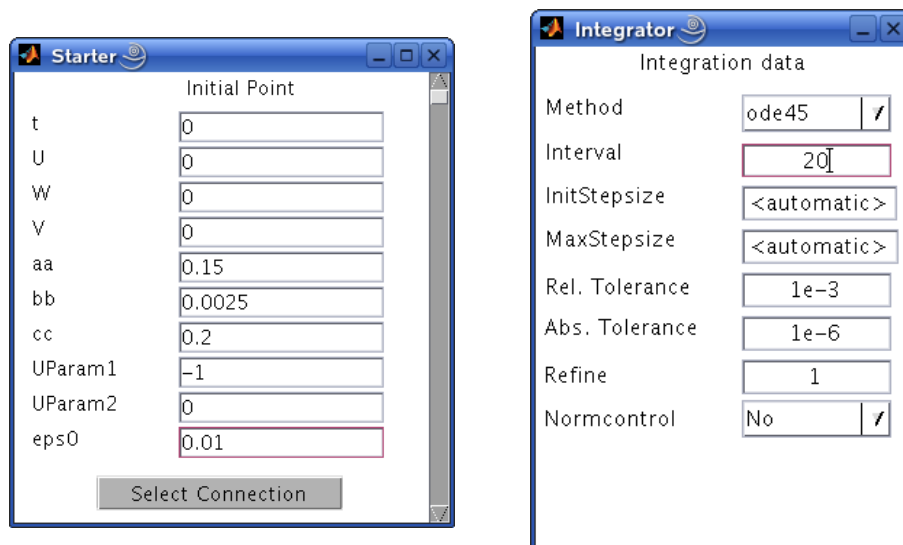 Starter
Initial Point
t 0
U 0
W 0
V 0
aa 0.15
bb 0.0025
cc 0.2
UParam1 −1
UParam2 0
eps0 0.01
Select Connection
Integrator
Integration data
Method ode45
Interval 20
InitStepsize <automatic>
MaxStepsize <automatic>
Rel. Tolerance 1e−3
Abs. Tolerance 1e−6
Refine 1
Normcontrol No